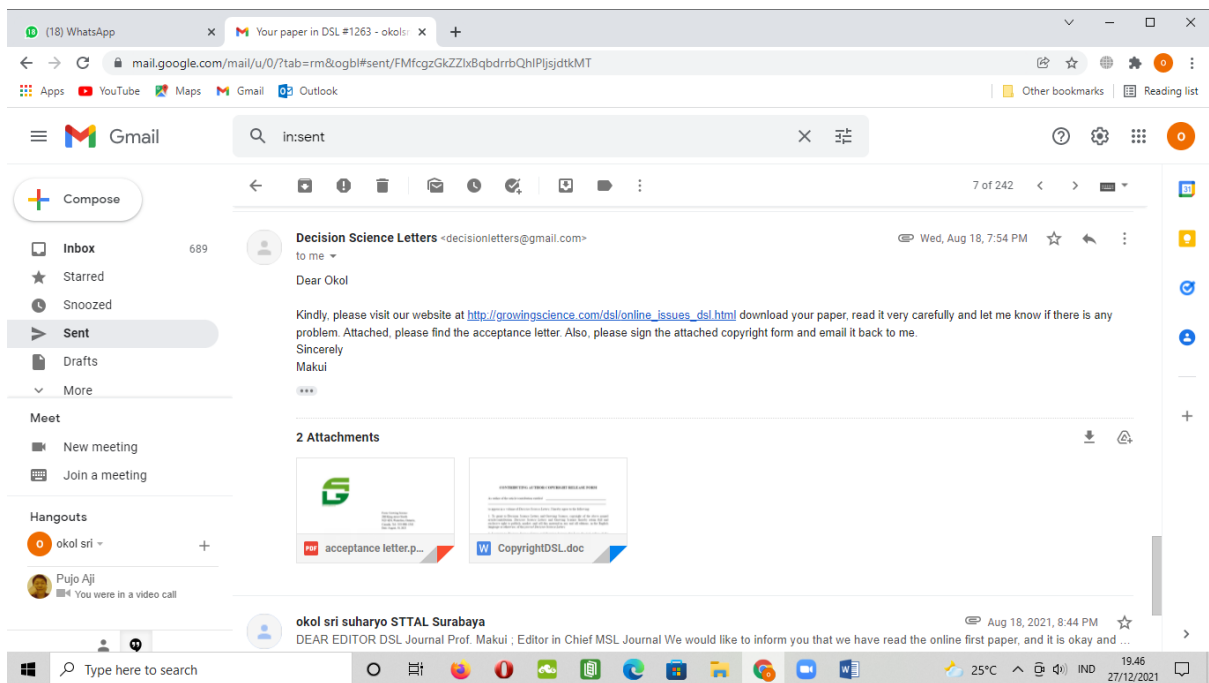 (18) WhatsApp
Your paper in DSL #1263 - okolsr
mail.google.com/mail/u/0/?tab=rm&ogbl#sent/FMfcgzGkZZlxBqbdrrbQhlPljsjdtkMT
Apps YouTube Maps Gmail Outlook Other bookmarks Reading list
Gmail
in:sent
Compose
7 of 242
Inbox 689
Starred
Snoozed
Sent
Drafts
More
Meet
New meeting
Join a meeting
Hangouts
okol sri
Pujo Aji
You were in a video call
Decision Science Letters <decisionletters@gmail.com>
Wed, Aug 18, 7:54 PM
to me
Dear Okol
Kindly, please visit our website at http://growingscience.com/dsl/online_issues_dsl.html download your paper, read it very carefully and let me know if there is any
problem. Attached, please find the acceptance letter. Also, please sign the attached copyright form and email it back to me.
Sincerely
Makui
2 Attachments
CONTRIBUTING AUTHOR COPYRIGHT RELEASE FORM
PDF acceptance letter.p...
W CopyrightDSL.doc
okol sri suharyo STTAL Surabaya
Aug 18, 2021, 8:44 PM
DEAR EDITOR DSL Journal Prof. Makui ; Editor in Chief MSL Journal We would like to inform you that we have read the online first paper, and it is okay and ...
Type here to search
25°C
IND
19.46
27/12/2021